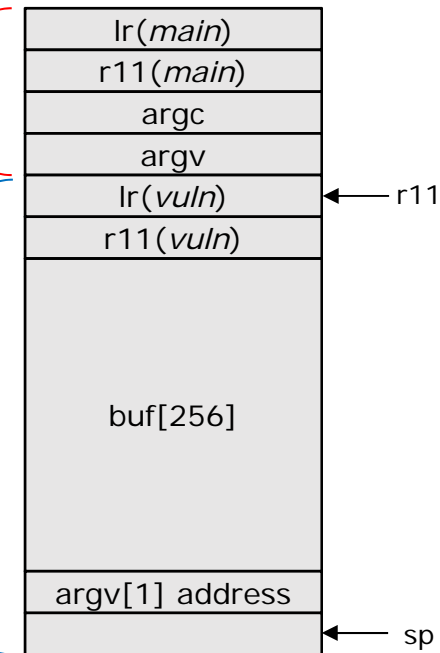 lr(main)
r11(main)
argc
argv
lr(vuln) r11
r11(vuln)
buf[256]
argv[1] address
sp